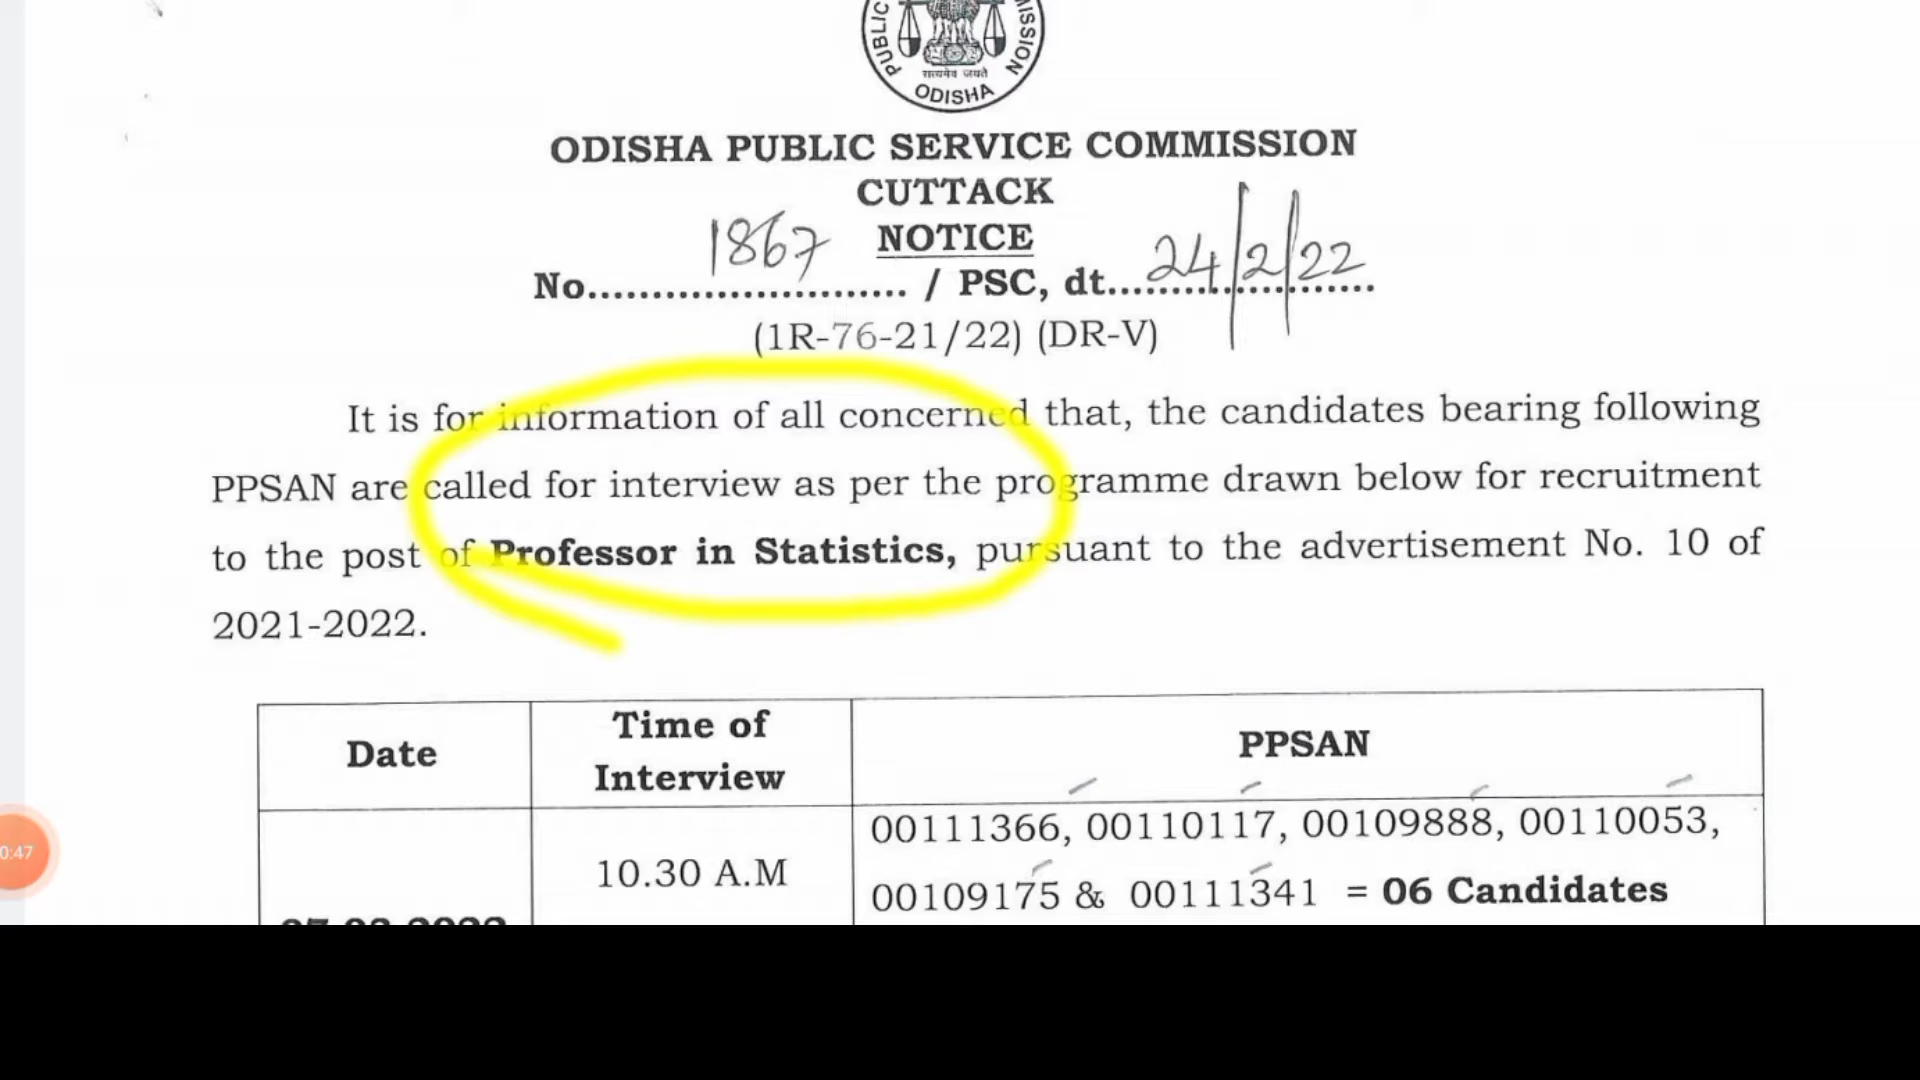 PUBLIC
MISSION
सत्यमेव जयते
ODISHA
ODISHA PUBLIC SERVICE COMMISSION
CUTTACK
NOTICE
No. 1867 / PSC, dt. 24/2/22
(1R-76-21/22) (DR-V)
It is for information of all concerned that, the candidates bearing following
PPSAN are called for interview as per the programme drawn below for recruitment
to the post of Professor in Statistics, pursuant to the advertisement No. 10 of
2021-2022.
Date
Time of
Interview
PPSAN
10.30 A.M
00111366, 00110117, 00109888, 00110053,
00109175 & 00111341 = 06 Candidates
0:47